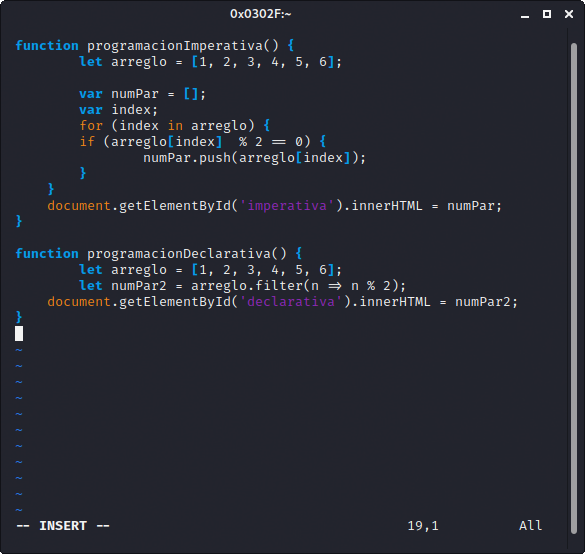 0x0302F:~
function programacionImperativa() {
        let arreglo = [1, 2, 3, 4, 5, 6];

        var numPar = [];
        var index;
        for (index in arreglo) {
        if (arreglo[index]  % 2 == 0) {
                numPar.push(arreglo[index]);
        }
    }
    document.getElementById('imperativa').innerHTML = numPar;
}

function programacionDeclarativa() {
        let arreglo = [1, 2, 3, 4, 5, 6];
        let numPar2 = arreglo.filter(n => n % 2);
    document.getElementById('declarativa').innerHTML = numPar2;
}
~
~
~
~
~
~
~
~
~
~
~
-- INSERT --                                     19,1          All